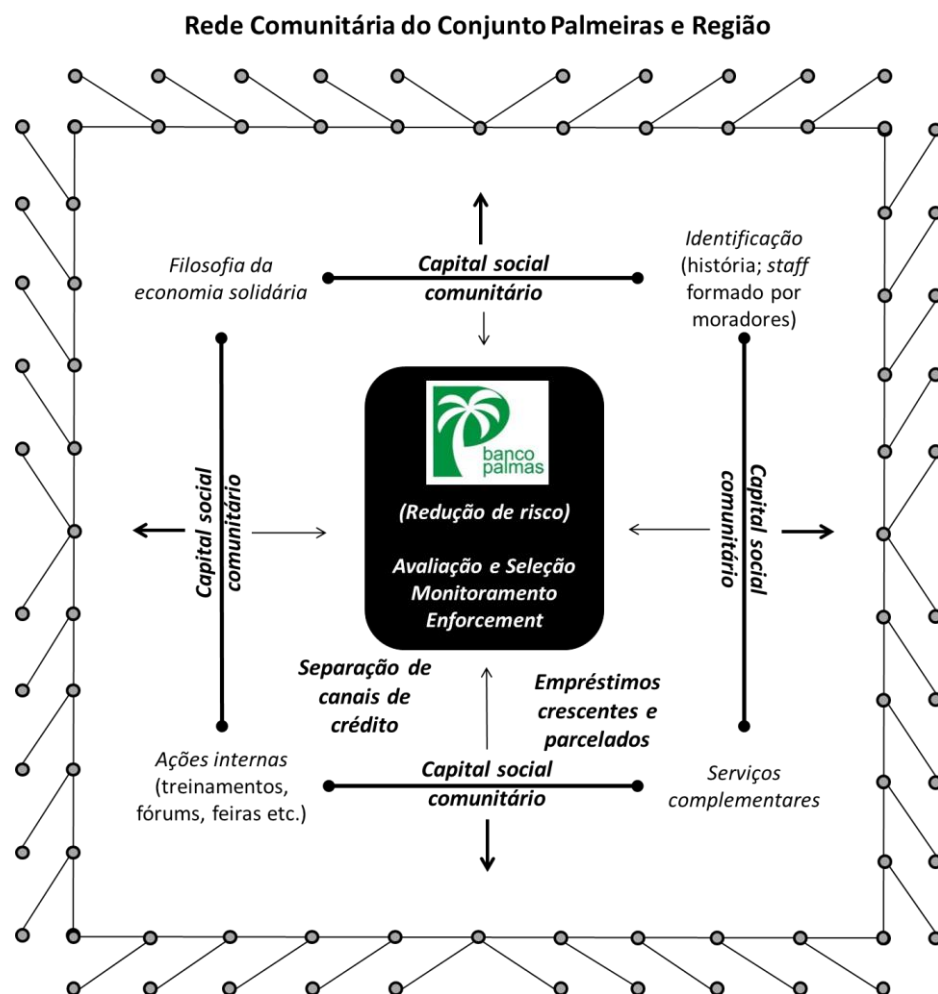 Rede Comunitária do Conjunto Palmeiras e Região
Filosofia da
economia solidária
Capital social
comunitário
Identificação
(história; staff
formado por
moradores)
Capital social
comunitário
banco
palmas
(Redução de risco)
Avaliação e Seleção
Monitoramento
Enforcement
Capital social
comunitário
Separação de
canais de
crédito
Empréstimos
crescentes e
parcelados
Ações internas
(treinamentos,
fórums, feiras etc.)
Capital social
comunitário
Serviços
complementares